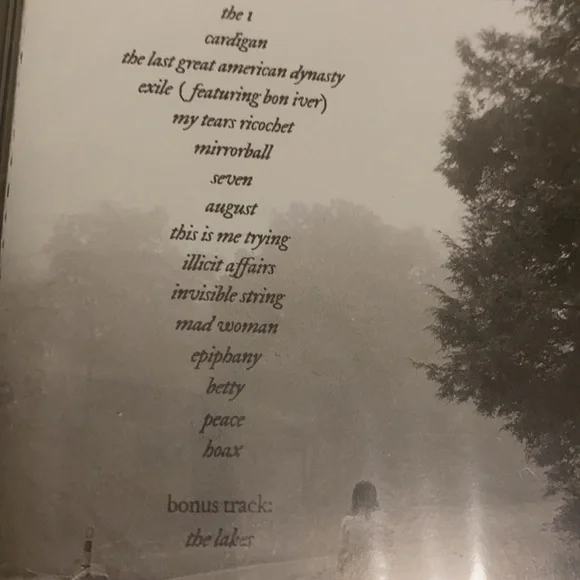 the 1
cardigan
the last great american dynasty
exile (featuring bon iver)
my tears ricochet
mirrorball
seven
august
this is me trying
illicit affairs
invisible string
mad woman
epiphany
betty
peace
hoax
bonus track:
the lakes